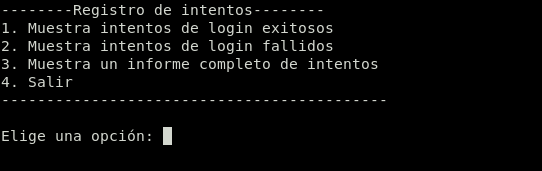 --------Registro de intentos--------
1. Muestra intentos de login exitosos
2. Muestra intentos de login fallidos
3. Muestra un informe completo de intentos
4. Salir
-------------------------------------------
Elige una opción: